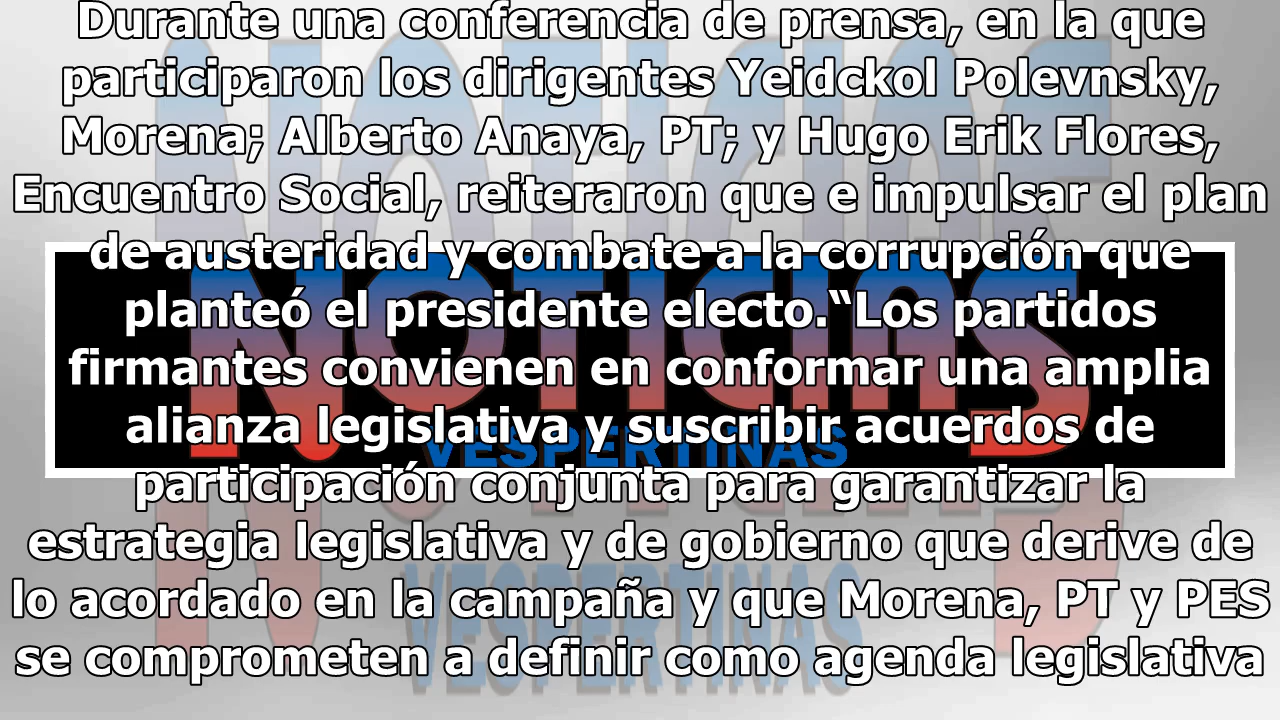 Durante una conferencia de prensa, en la que
participaron los dirigentes Yeidckol Polevnsky,
Morena; Alberto Anaya, PT; y Hugo Erik Flores,
Encuentro Social, reiteraron que e impulsar el plan
de austeridad y combate a la corrupción que
planteó el presidente electo.“Los partidos
firmantes convienen en conformar una amplia
alianza legislativa y suscribir acuerdos de
participación conjunta para garantizar la
estrategia legislativa y de gobierno que derive de
lo acordado en la campaña y que Morena, PT y PES
se comprometen a definir como agenda legislativa
NOTICIAS
VESPERTINAS
NOTICIAS
VESPERTINAS